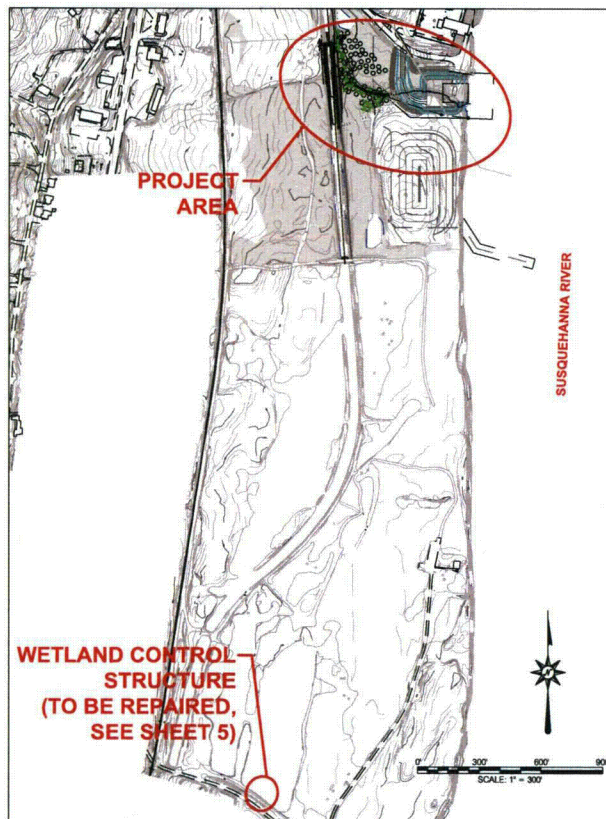 PROJECT
AREA
SUSQUEHANNA RIVER
WETLAND CONTROL
STRUCTURE
(TO BE REPAIRED,
SEE SHEET 5)
N
0' 300' 600' 900'
SCALE: 1" = 300'